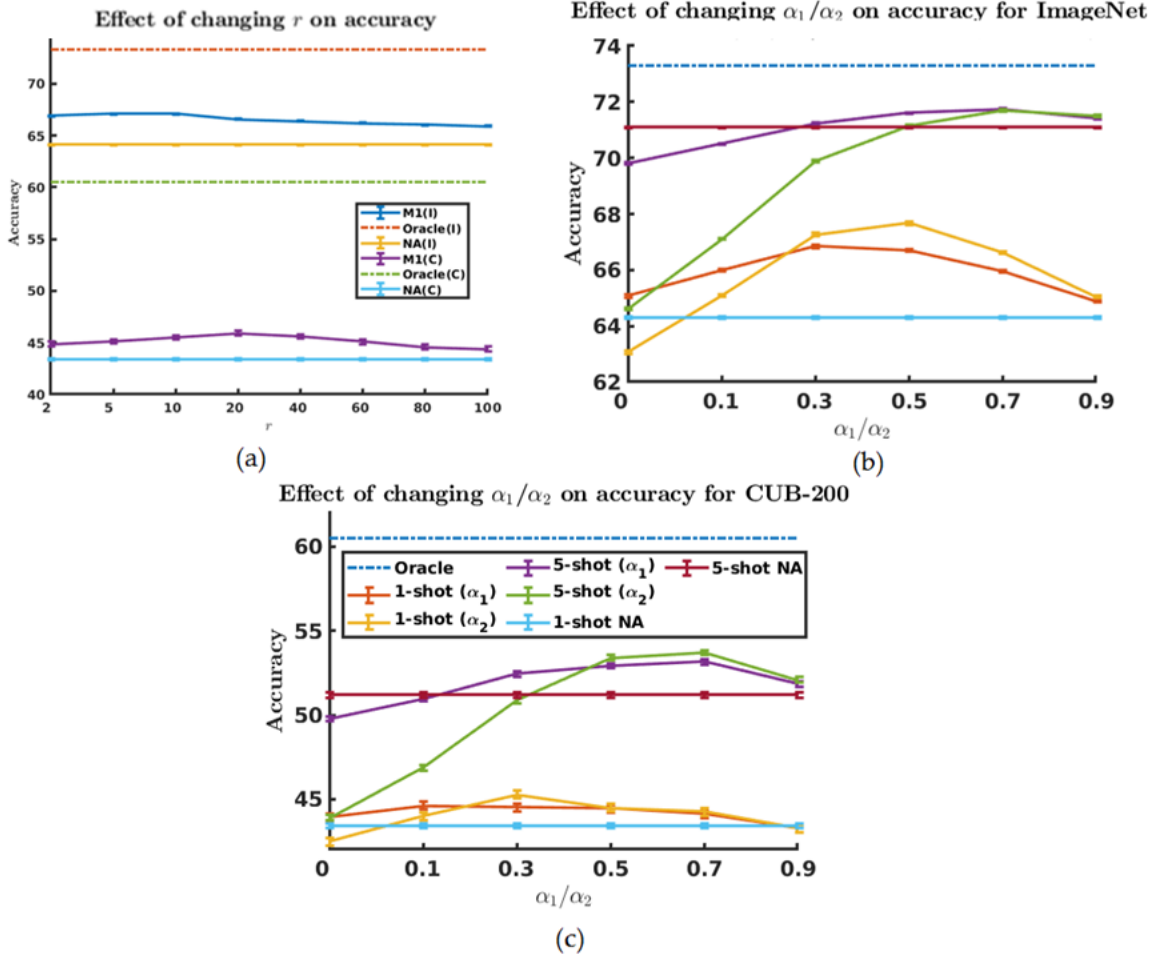 Effect of changing r on accuracy
Accuracy
70
65
60
55
50
45
40
M1(I)
Oracle(I)
NA(I)
M1(C)
Oracle(C)
NA(C)
2 5 10 20 40 60 80 100
r
(a)
Effect of changing α₁/α₂ on accuracy for ImageNet
Accuracy
74
72
70
68
66
64
62
0 0.1 0.3 0.5 0.7 0.9
α₁/α₂
(b)
Effect of changing α₁/α₂ on accuracy for CUB-200
Accuracy
60
55
50
45
Oracle 5-shot (α₁) 5-shot NA
1-shot (α₁) 5-shot (α₂)
1-shot (α₂) 1-shot NA
0 0.1 0.3 0.5 0.7 0.9
α₁/α₂
(c)